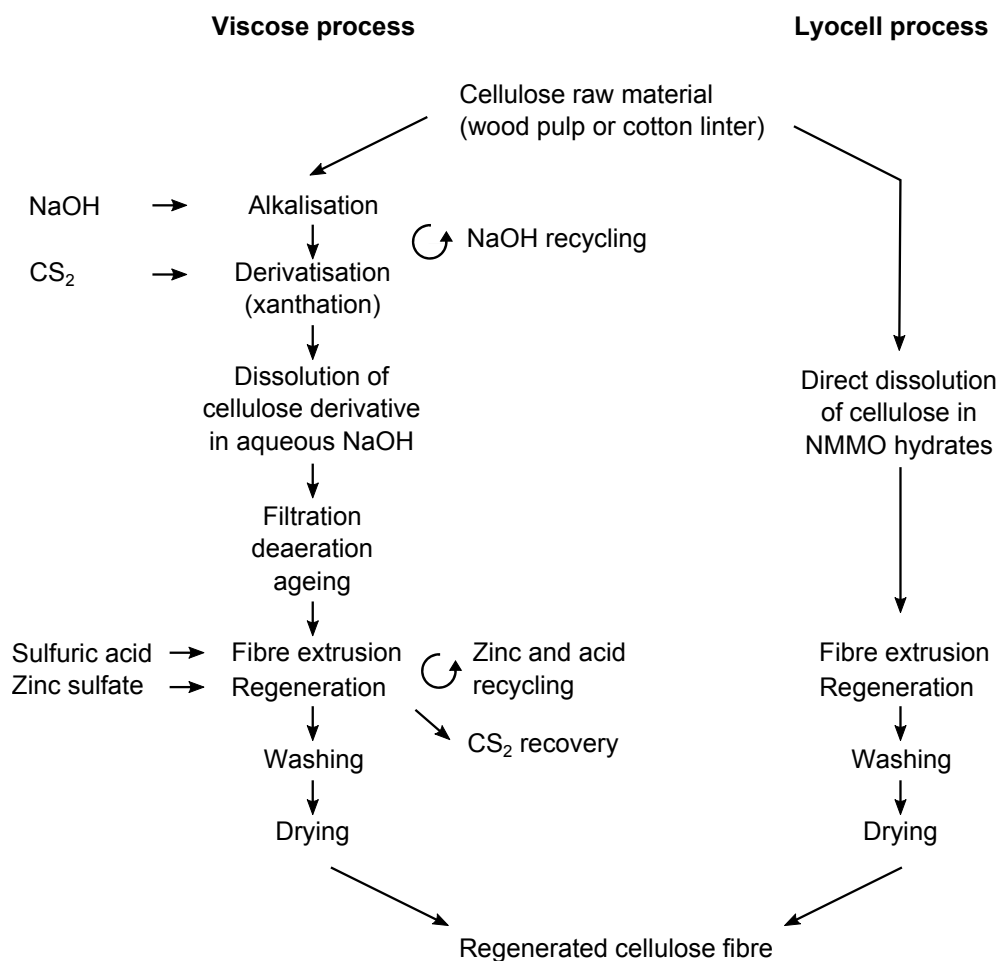 Viscose process
Lyocell process
Cellulose raw material
(wood pulp or cotton linter)
NaOH
Alkalisation
NaOH recycling
CS₂
Derivatisation
(xanthation)
Dissolution of
cellulose derivative
in aqueous NaOH
Direct dissolution
of cellulose in
NMMO hydrates
Filtration
deaeration
ageing
Sulfuric acid
Zinc sulfate
Fibre extrusion
Regeneration
Zinc and acid
recycling
CS₂ recovery
Fibre extrusion
Regeneration
Washing
Washing
Drying
Drying
Regenerated cellulose fibre